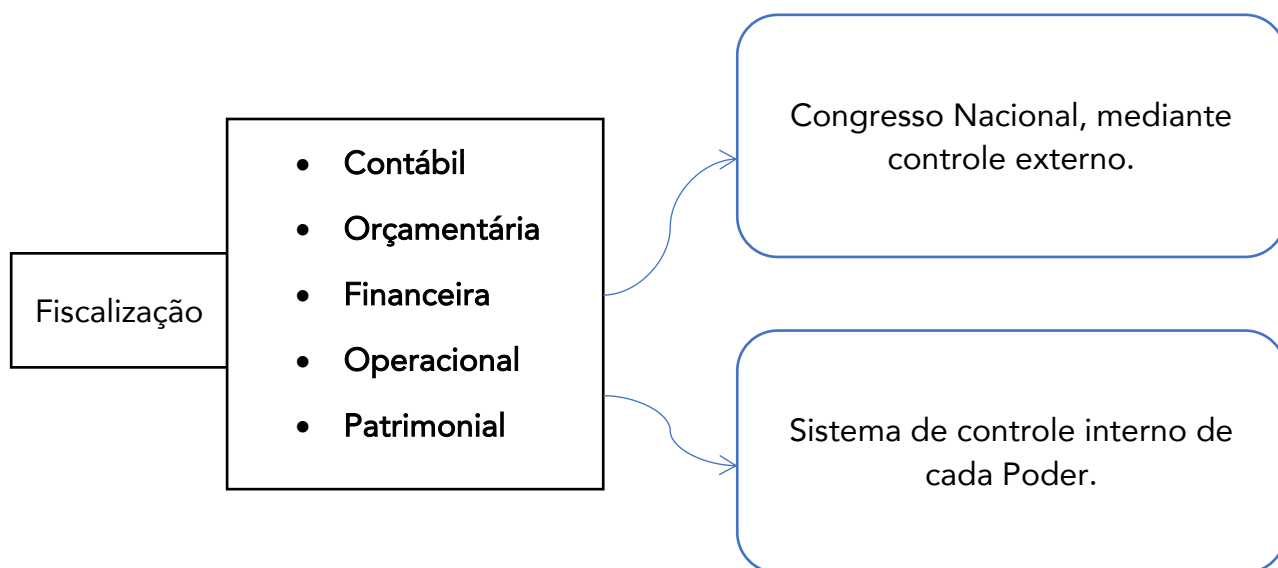 Fiscalização
• Contábil
• Orçamentária
• Financeira
• Operacional
• Patrimonial
Congresso Nacional, mediante
controle externo.
Sistema de controle interno de
cada Poder.